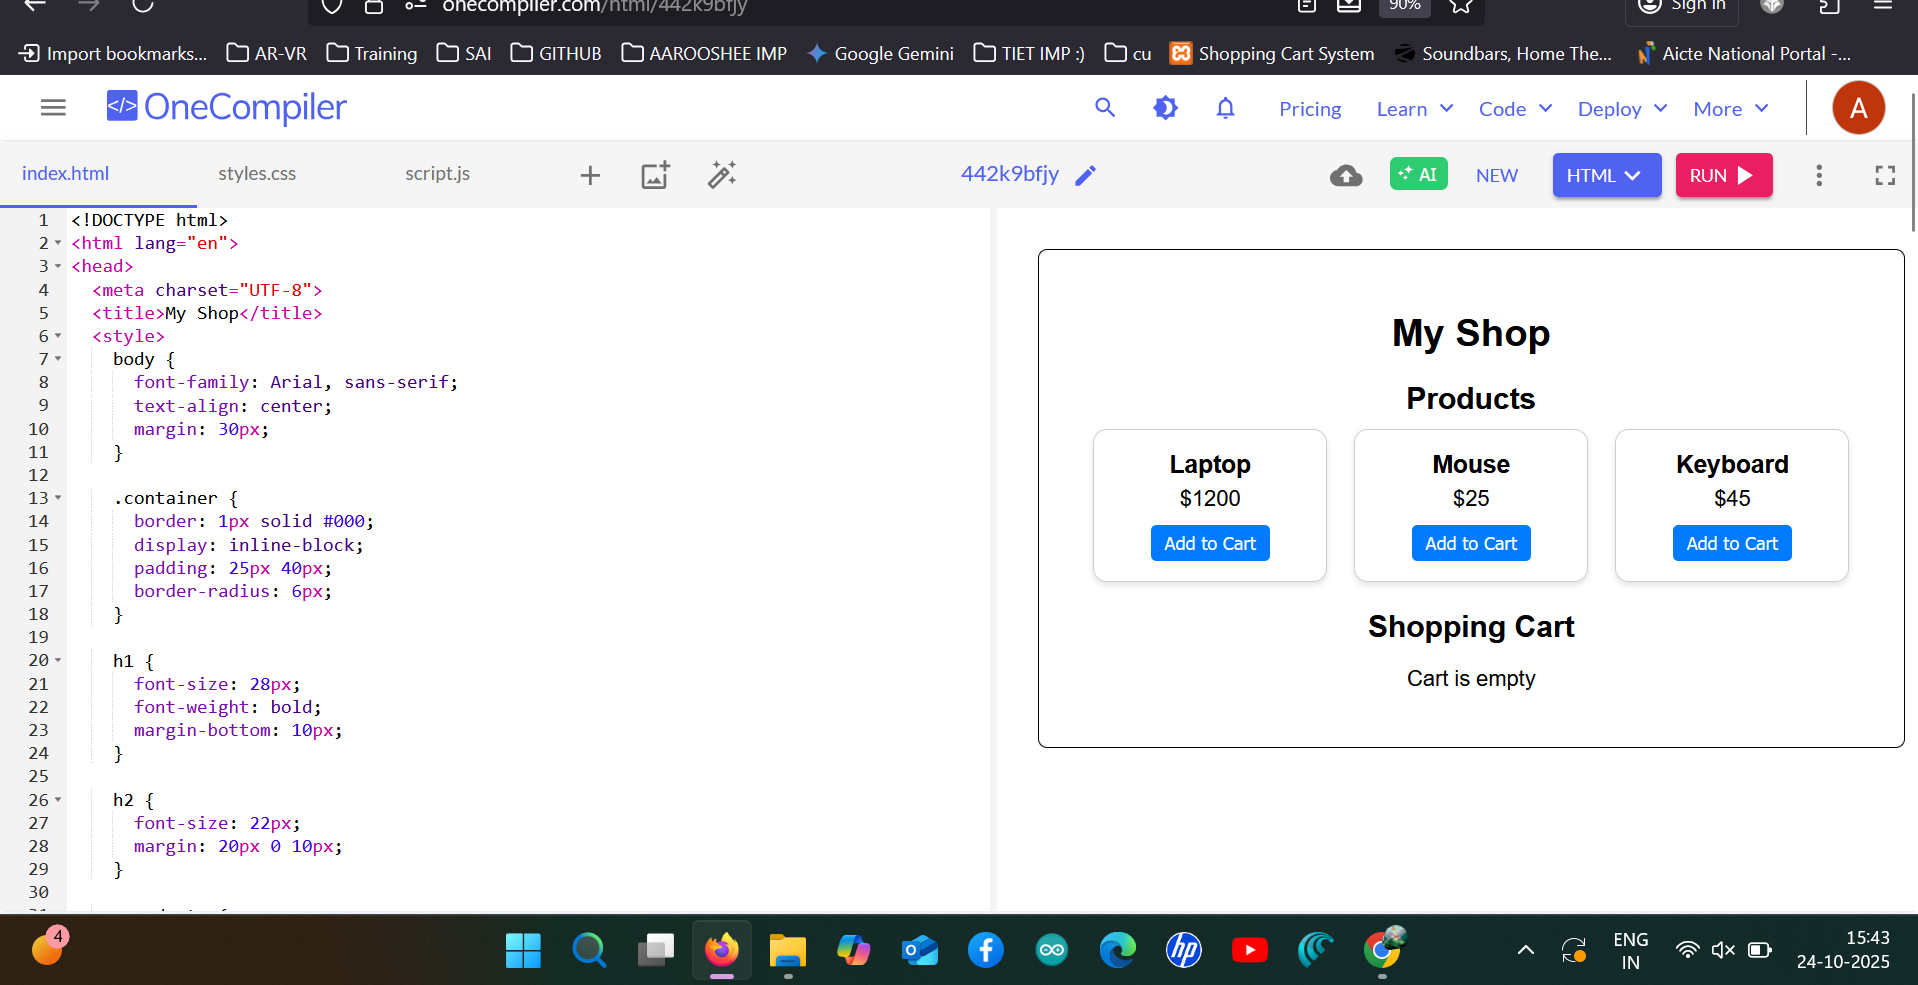 onecompiler.com/html/442k9bfjy
90%
Sign in
Import bookmarks...
AR-VR
Training
SAI
GITHUB
AAROOSHEE IMP
Google Gemini
TIET IMP :)
cu
Shopping Cart System
Soundbars, Home The...
Aicte National Portal -...
</> OneCompiler
Pricing
Learn
Code
Deploy
More
A
index.html
styles.css
script.js
442k9bfjy
AI
NEW
HTML
RUN
1 <!DOCTYPE html>
2 <html lang="en">
3 <head>
4 <meta charset="UTF-8">
5 <title>My Shop</title>
6 <style>
7 body {
8 font-family: Arial, sans-serif;
9 text-align: center;
10 margin: 30px;
11 }
12
13 .container {
14 border: 1px solid #000;
15 display: inline-block;
16 padding: 25px 40px;
17 border-radius: 6px;
18 }
19
20 h1 {
21 font-size: 28px;
22 font-weight: bold;
23 margin-bottom: 10px;
24 }
25
26 h2 {
27 font-size: 22px;
28 margin: 20px 0 10px;
29 }
30
My Shop
Products
Laptop
$1200
Add to Cart
Mouse
$25
Add to Cart
Keyboard
$45
Add to Cart
Shopping Cart
Cart is empty
4
hp
ENG
IN
15:43
24-10-2025